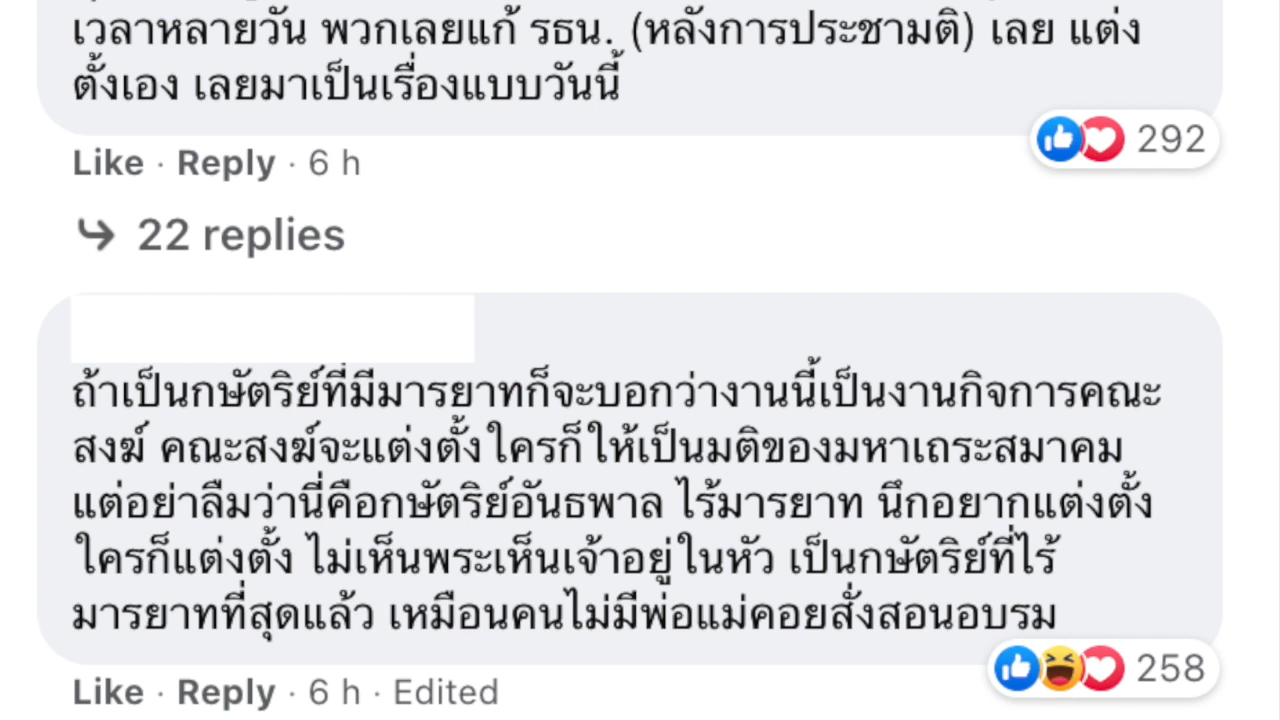 เวลาหลายวัน พวกเลยแก้ รธน. (หลังการประชามติ) เลย แต่ง
ตั้งเอง เลยมาเป็นเรื่องแบบวันนี้
292
Like · Reply · 6 h
22 replies
ถ้าเป็นกษัตริย์ที่มีมารยาทก็จะบอกว่างานนี้เป็นงานกิจการคณะ
สงฆ์ คณะสงฆ์จะแต่งตั้งใครก็ให้เป็นมติของมหาเถระสมาคม
แต่อย่าลืมว่านี่คือกษัตริย์อันธพาล ไร้มารยาท นึกอยากแต่งตั้ง
ใครก็แต่งตั้ง ไม่เห็นพระเห็นเจ้าอยู่ในหัว เป็นกษัตริย์ที่ไร้
มารยาทที่สุดแล้ว เหมือนคนไม่มีพ่อแม่คอยสั่งสอนอบรม
258
Like · Reply · 6 h · Edited